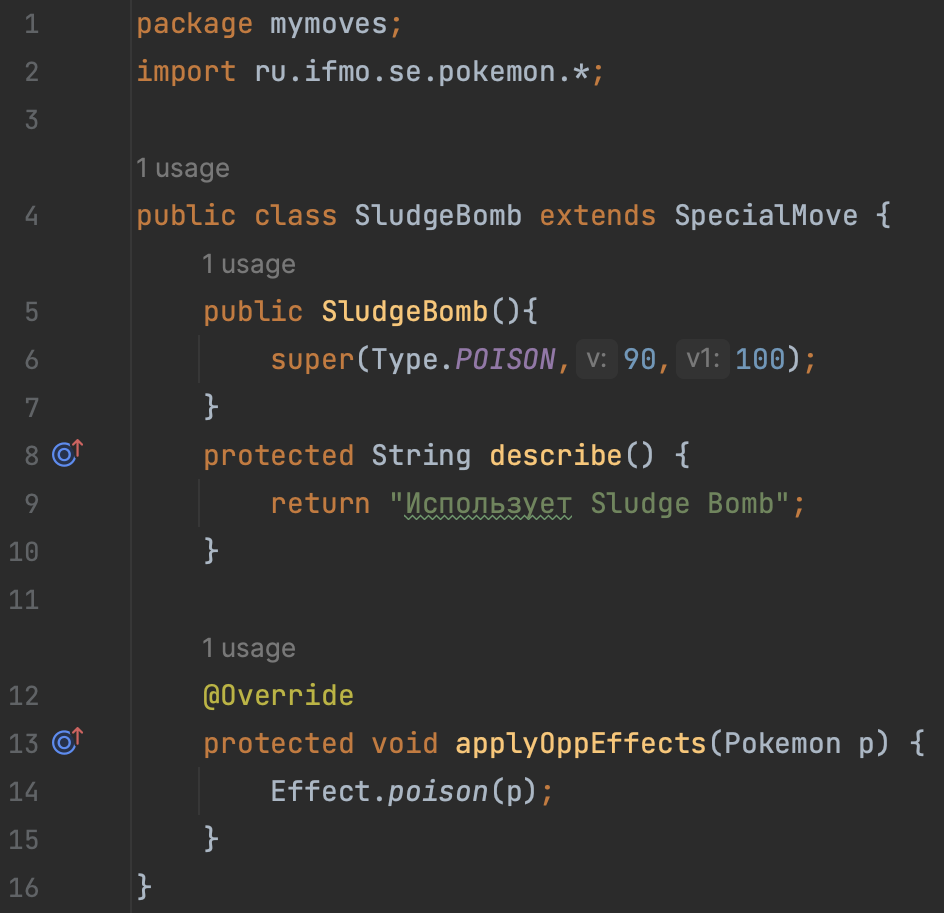 1 package mymoves;
2 import ru.ifmo.se.pokemon.*;
3
1 usage
4 public class SludgeBomb extends SpecialMove {
1 usage
5 public SludgeBomb(){
6 super(Type.POISON, v: 90, v1: 100);
7 }
8 protected String describe() {
9 return "Использует Sludge Bomb";
10 }
11
1 usage
12 @Override
13 protected void applyOppEffects(Pokemon p) {
14 Effect.poison(p);
15 }
16 }